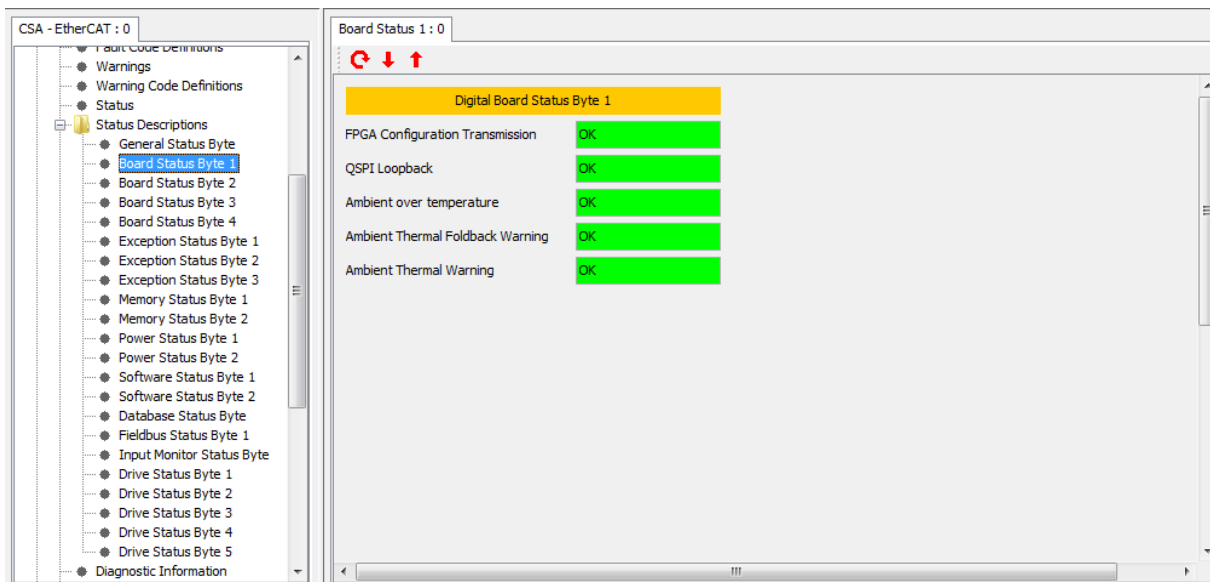 CSA - EtherCAT : 0
Fault Code Definitions
Warnings
Warning Code Definitions
Status
Status Descriptions
General Status Byte
Board Status Byte 1
Board Status Byte 2
Board Status Byte 3
Board Status Byte 4
Exception Status Byte 1
Exception Status Byte 2
Exception Status Byte 3
Memory Status Byte 1
Memory Status Byte 2
Power Status Byte 1
Power Status Byte 2
Software Status Byte 1
Software Status Byte 2
Database Status Byte
Fieldbus Status Byte 1
Input Monitor Status Byte
Drive Status Byte 1
Drive Status Byte 2
Drive Status Byte 3
Drive Status Byte 4
Drive Status Byte 5
Diagnostic Information
Board Status 1 : 0
Digital Board Status Byte 1
FPGA Configuration Transmission OK
QSPI Loopback OK
Ambient over temperature OK
Ambient Thermal Foldback Warning OK
Ambient Thermal Warning OK